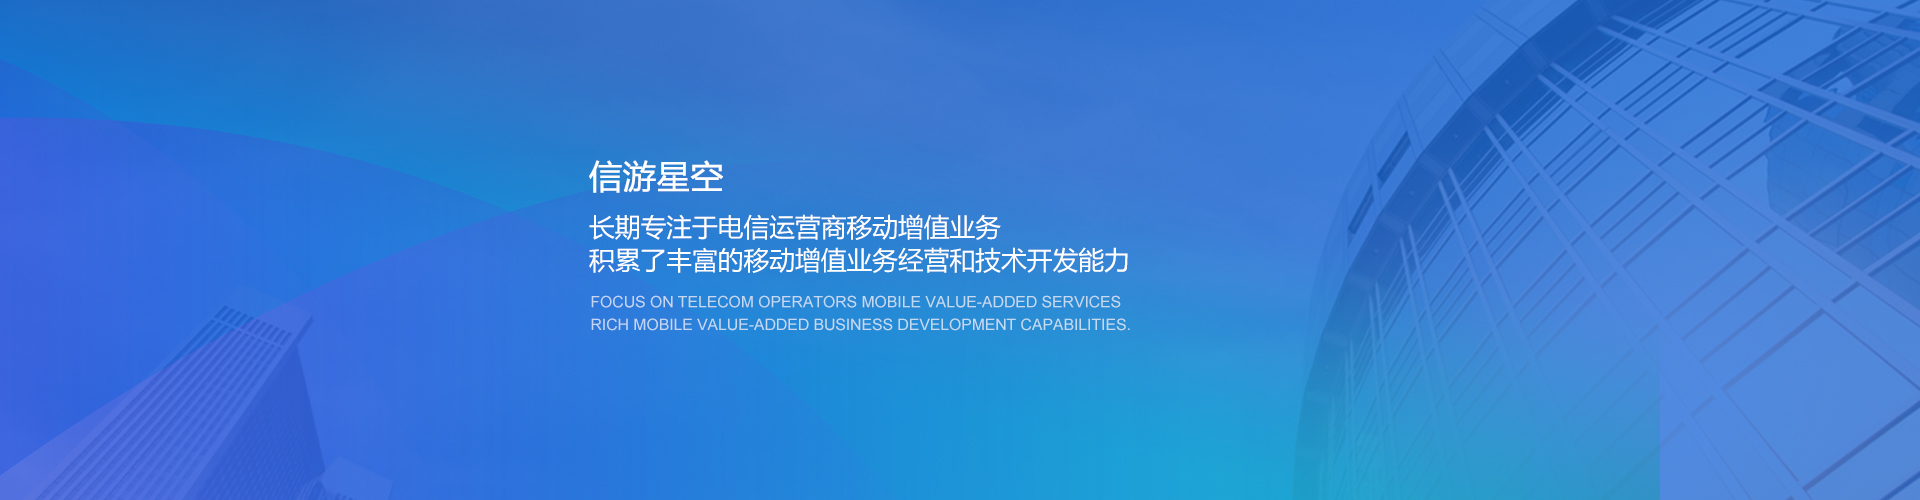 信游星空
长期专注于电信运营商移动增值业务
积累了丰富的移动增值业务经营和技术开发能力
FOCUS ON TELECOM OPERATORS MOBILE VALUE-ADDED SERVICES
RICH MOBILE VALUE-ADDED BUSINESS DEVELOPMENT CAPABILITIES.